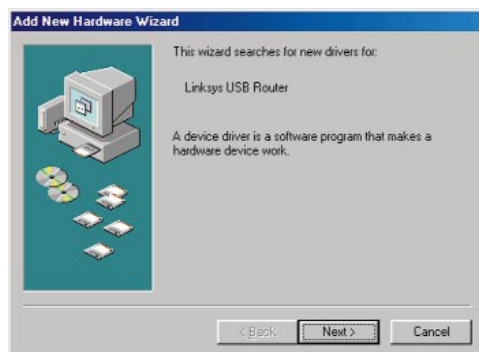 Add New Hardware Wizard
This wizard searches for new drivers for:
Linksys USB Router
A device driver is a software program that makes a
hardware device work.
< Back
Next >
Cancel